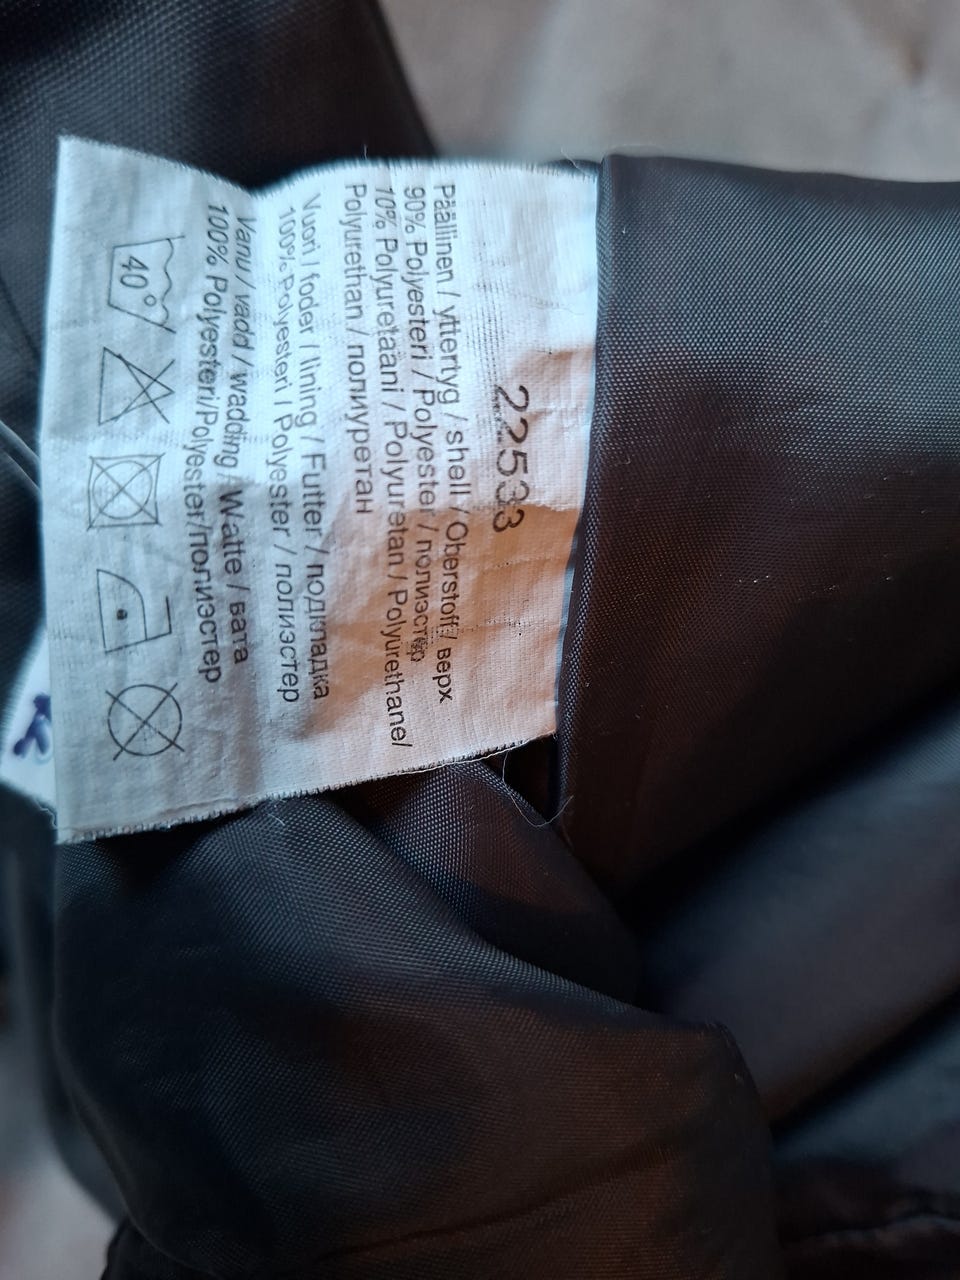 22533
Päällinen / yttertyg / shell / Oberstoff / верх
90% Polyesteri / Polyester / полиэстер
10% Polyuretaani / Polyuretan / Polyurethane/
Polyurethan / полиуретан
Vuori / foder / lining / Futter / подкладка
100% Polyesteri / Polyester / полиэстер
Vanu / vadd / wadding / Watte / вата
100% Polyesteri/Polyester/полиэстер
40°